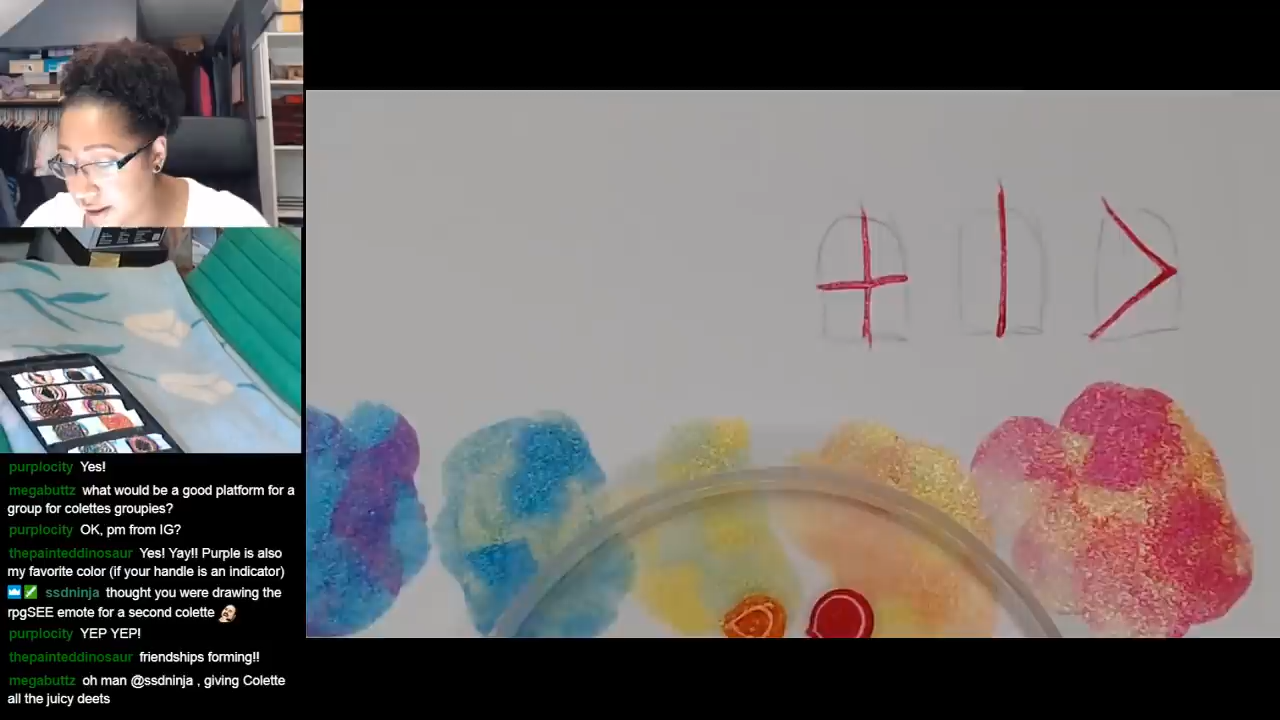 purplocity Yes!
megabuttz what would be a good platform for a
group for colettes groupies?
purplocity OK, pm from IG?
thepainteddinosaur Yes! Yay!! Purple is also
my favorite color (if your handle is an indicator)
ssdninja thought you were drawing the
rpgSEE emote for a second colette
purplocity YEP YEP!
thepainteddinosaur friendships forming!!
megabuttz oh man @ssdninja , giving Colette
all the juicy deets